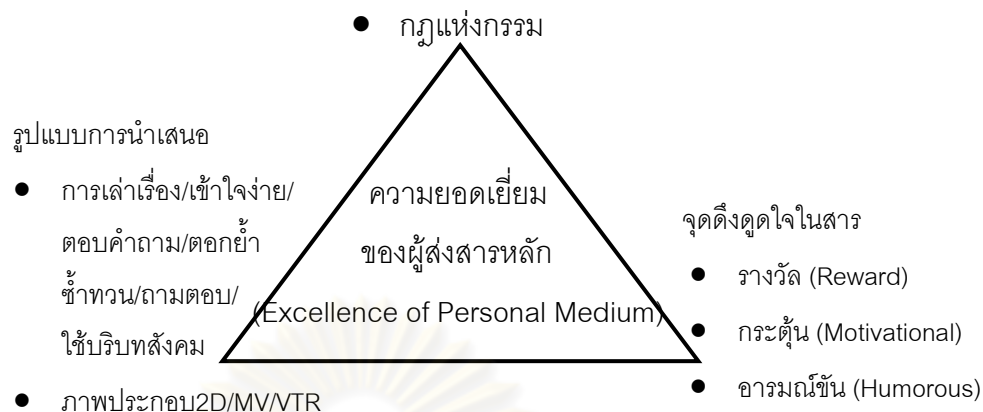 ● กฎแห่งกรรม
รูปแบบการนำเสนอ
● การเล่าเรื่อง/เข้าใจง่าย/
ตอบคำถาม/ตอกย้ำ
ซ้ำทวน/ถามตอบ/
ใช้บริบทสังคม
● ภาพประกอบ2D/MV/VTR
ความยอดเยี่ยม
ของผู้ส่งสารหลัก
(Excellence of Personal Medium)
จุดดึงดูดใจในสาร
● รางวัล (Reward)
● กระตุ้น (Motivational)
● อารมณ์ขัน (Humorous)